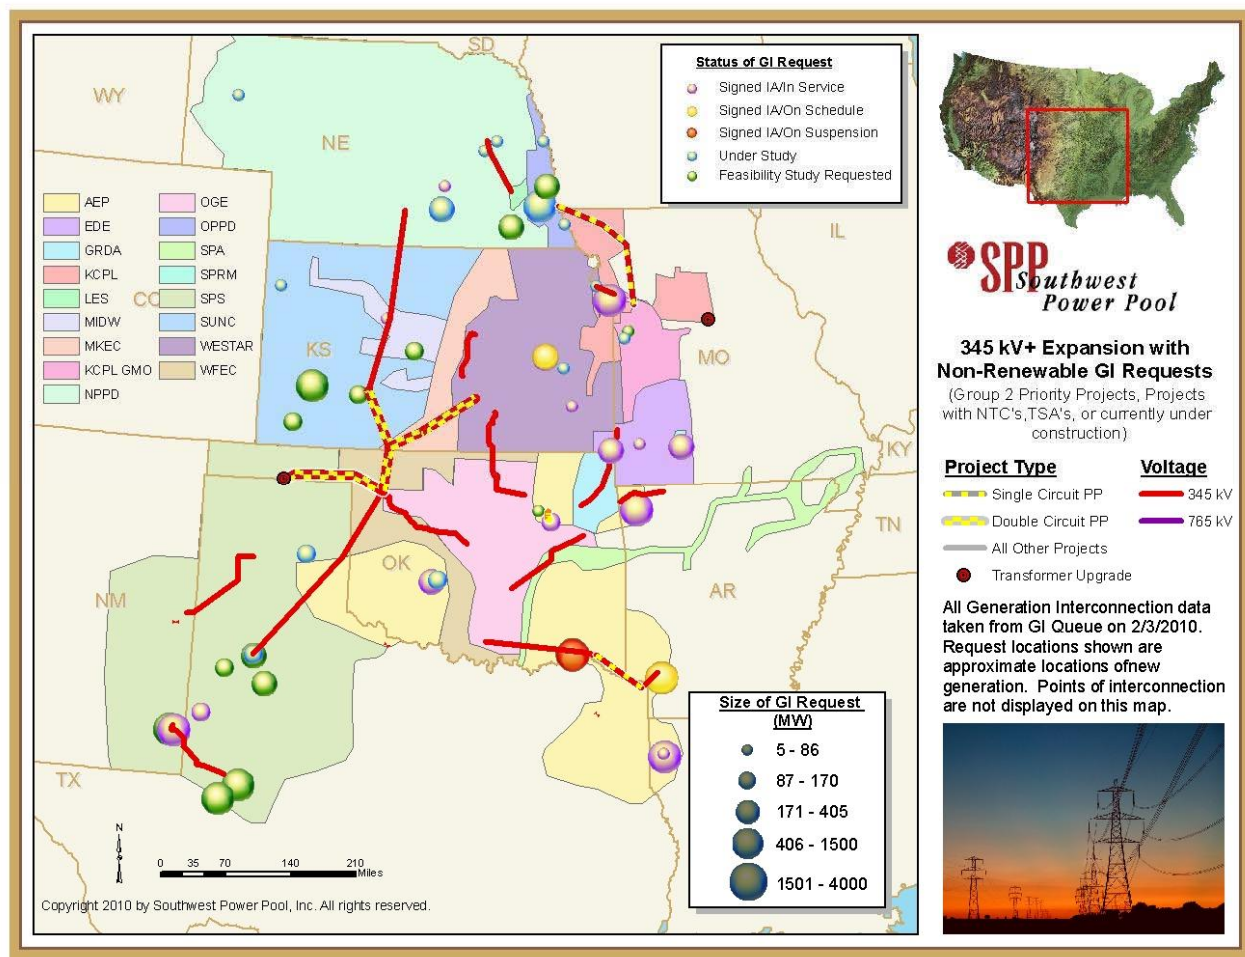 SD
WY
NE
IL
CO
KS
MO
KY
TN
OK
AR
NM
TX
Status of GI Request
Signed IA/In Service
Signed IA/On Schedule
Signed IA/On Suspension
Under Study
Feasibility Study Requested
AEP
EDE
GRDA
KCPL
LES
MIDW
MKEC
KCPL GMO
NPPD
OGE
OPPD
SPA
SPRM
SPS
SUNC
WESTAR
WFEC
Size of GI Request
(MW)
5 - 86
87 - 170
171 - 405
406 - 1500
1501 - 4000
N
0 35 70 140 210
Miles
Copyright 2010 by Southwest Power Pool, Inc. All rights reserved.
SPP
Southwest
Power Pool
345 kV+ Expansion with
Non-Renewable GI Requests
(Group 2 Priority Projects, Projects
with NTC's,TSA's, or currently under
construction)
Project Type Voltage
Single Circuit PP 345 kV
Double Circuit PP 765 kV
All Other Projects
Transformer Upgrade
All Generation Interconnection data
taken from GI Queue on 2/3/2010.
Request locations shown are
approximate locations ofnew
generation. Points of interconnection
are not displayed on this map.